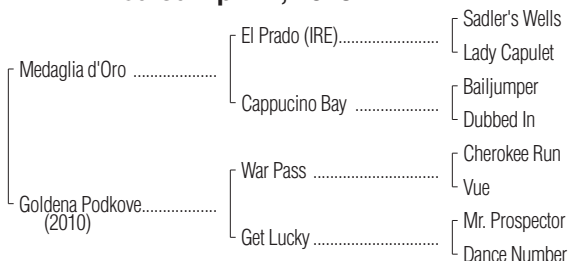 Sadler's Wells
El Prado (IRE)..........................
Lady Capulet
Medaglia d'Oro .....................
Bailjumper
Cappucino Bay .....................
Dubbed In
Cherokee Run
War Pass ................................
Vue
Goldena Podkove...................
(2010)
Mr. Prospector
Get Lucky ................................
Dance Number